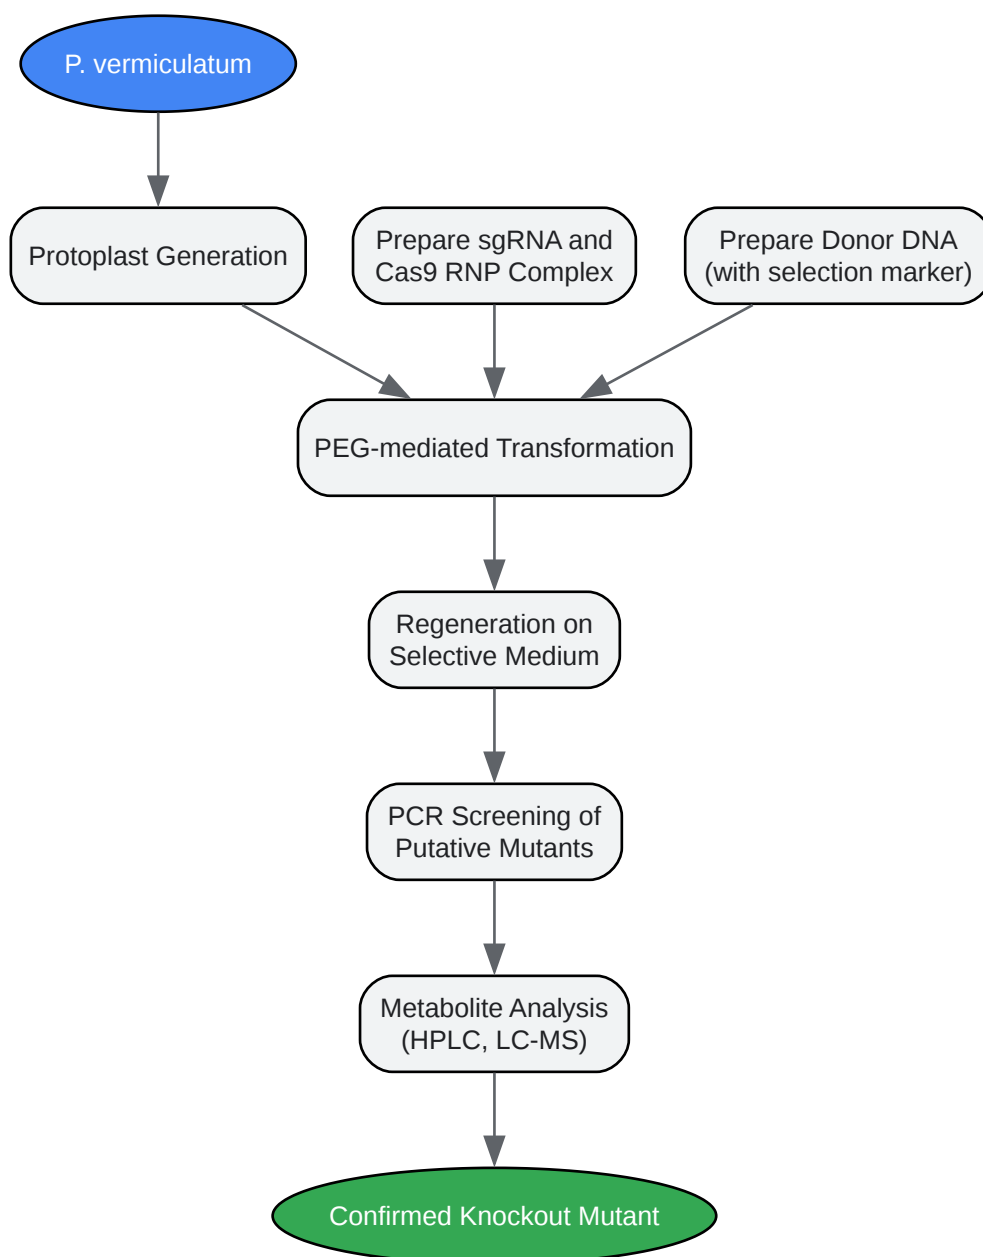 P. vermiculatum
Protoplast Generation
Prepare sgRNA and
Cas9 RNP Complex
Prepare Donor DNA
(with selection marker)
PEG-mediated Transformation
Regeneration on
Selective Medium
PCR Screening of
Putative Mutants
Metabolite Analysis
(HPLC, LC-MS)
Confirmed Knockout Mutant